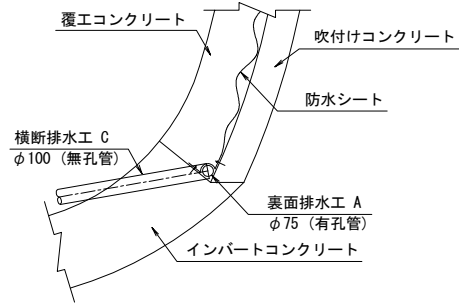 覆工コンクリート
吹付けコンクリート
防水シート
横断排水工 C
φ100 (無孔管)
裏面排水工 A
φ75 (有孔管)
インバートコンクリート